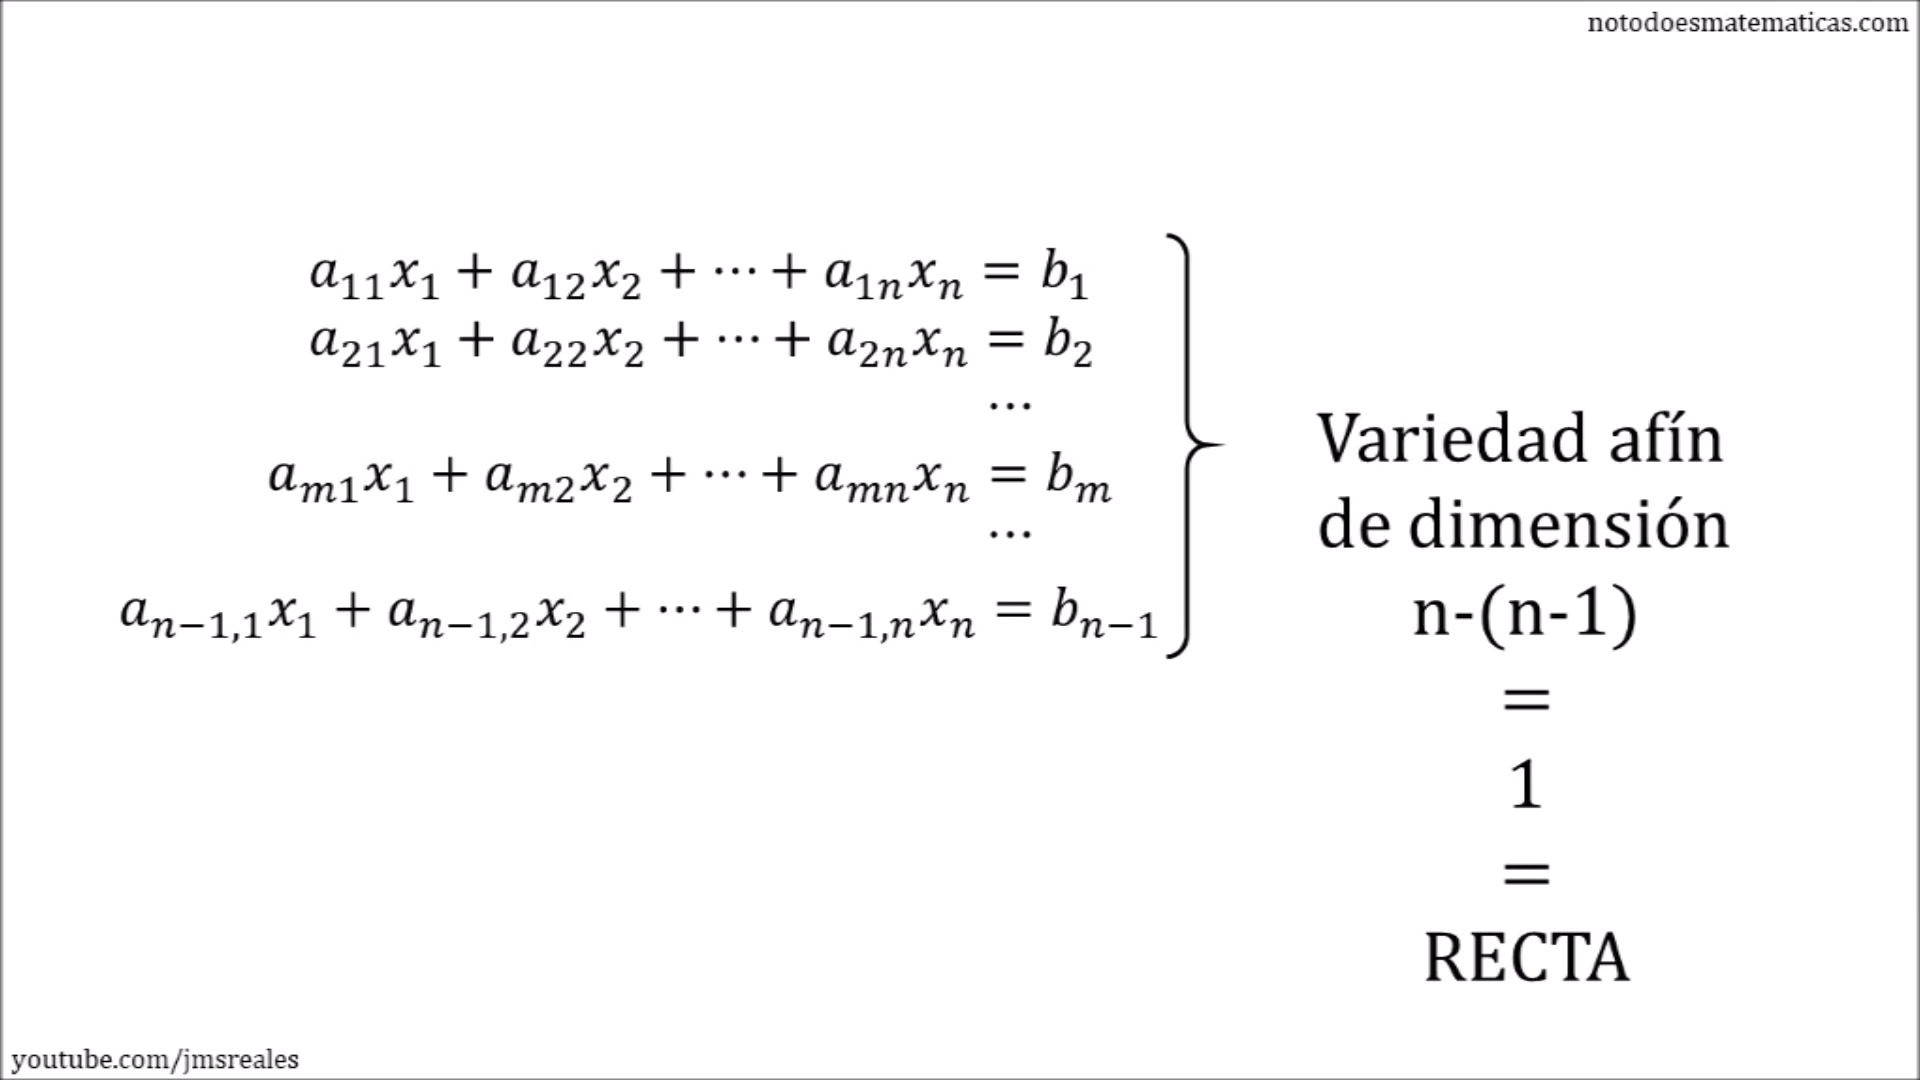 notodoesmatematicas.com
a₁₁x₁ + a₁₂x₂ + ⋯ + a₁ₙxₙ = b₁
a₂₁x₁ + a₂₂x₂ + ⋯ + a₂ₙxₙ = b₂
⋯
aₘ₁x₁ + aₘ₂x₂ + ⋯ + aₘₙxₙ = bₘ
⋯
aₙ₋₁,₁x₁ + aₙ₋₁,₂x₂ + ⋯ + aₙ₋₁,ₙxₙ = bₙ₋₁
Variedad afín
de dimensión
n-(n-1)
=
1
=
RECTA
youtube.com/jmsreales